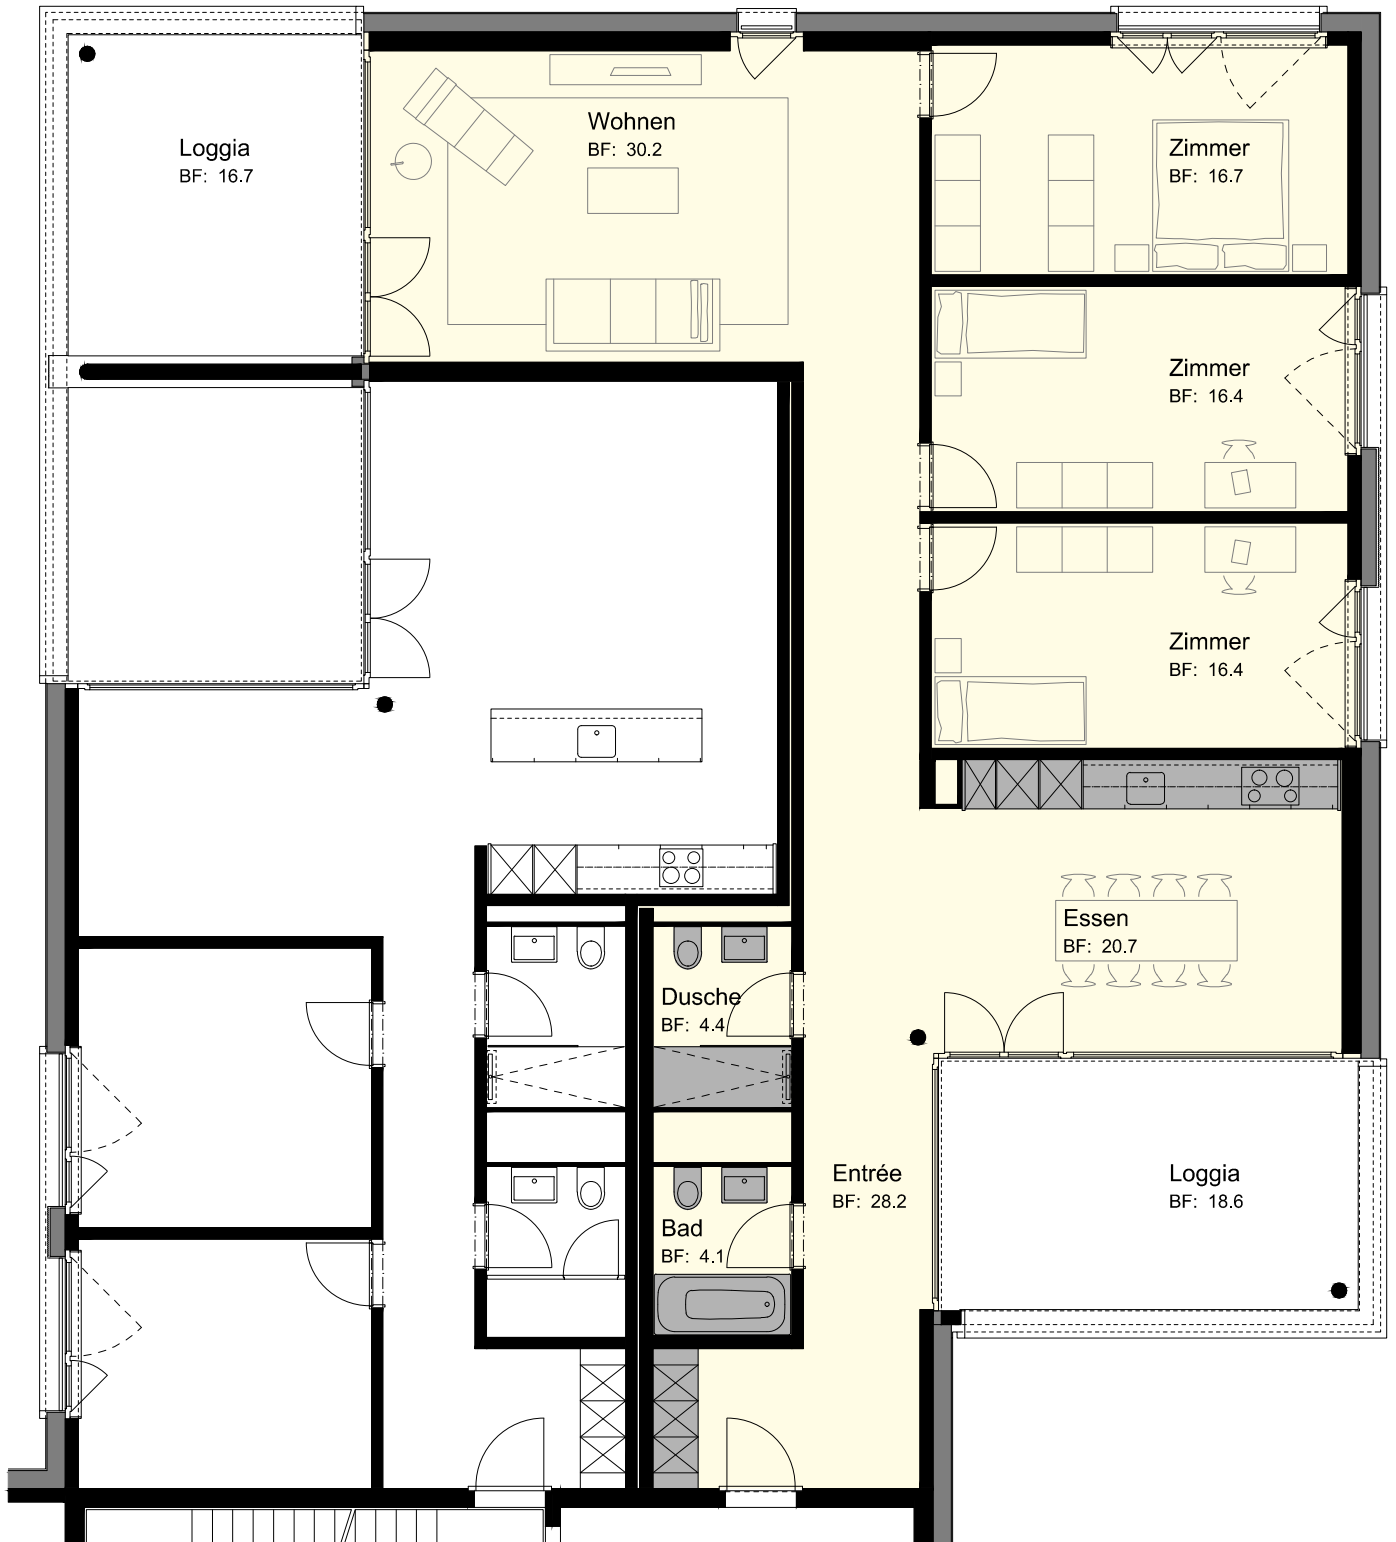 Wohnen
BF: 30.2
Loggia
BF: 16.7
Zimmer
BF: 16.7
Zimmer
BF: 16.4
Zimmer
BF: 16.4
Essen
BF: 20.7
Dusche
BF: 4.4
Entrée
BF: 28.2
Loggia
BF: 18.6
Bad
BF: 4.1